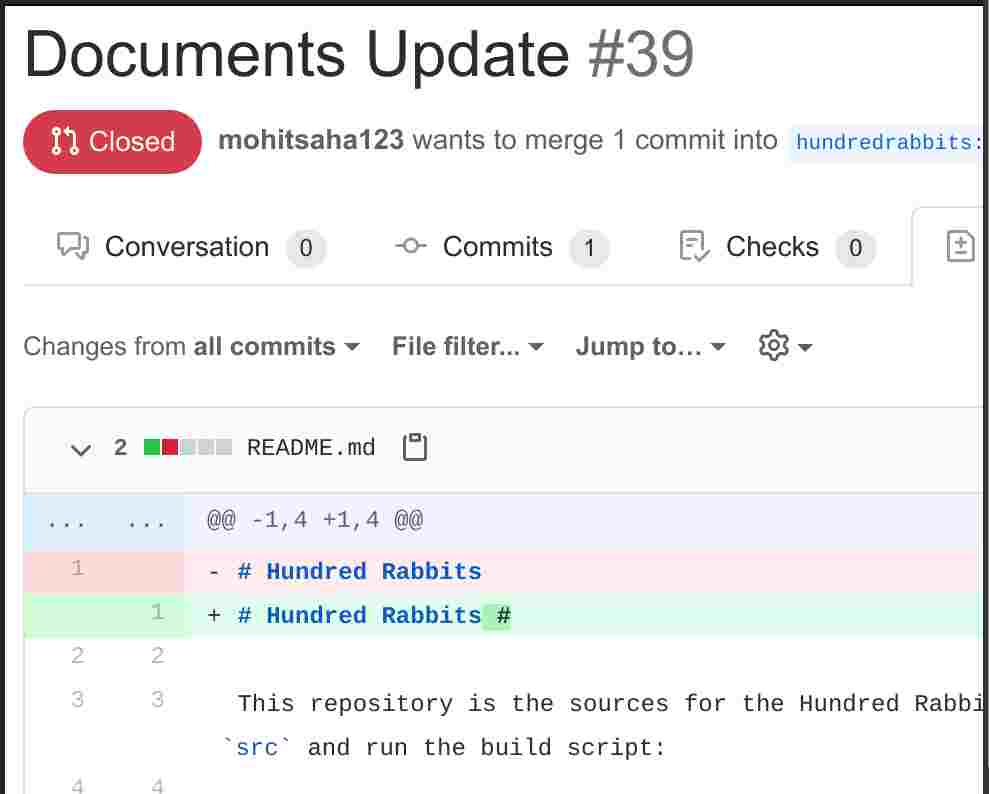 Documents Update #39
Closed mohitsaha123 wants to merge 1 commit into hundredrabbits:
Conversation 0 Commits 1 Checks 0
Changes from all commits File filter... Jump to...
2 README.md
... ... @@ -1,4 +1,4 @@
1 - # Hundred Rabbits
1 + # Hundred Rabbits #
2 2
3 3 This repository is the sources for the Hundred Rabbi
`src` and run the build script:
4 4